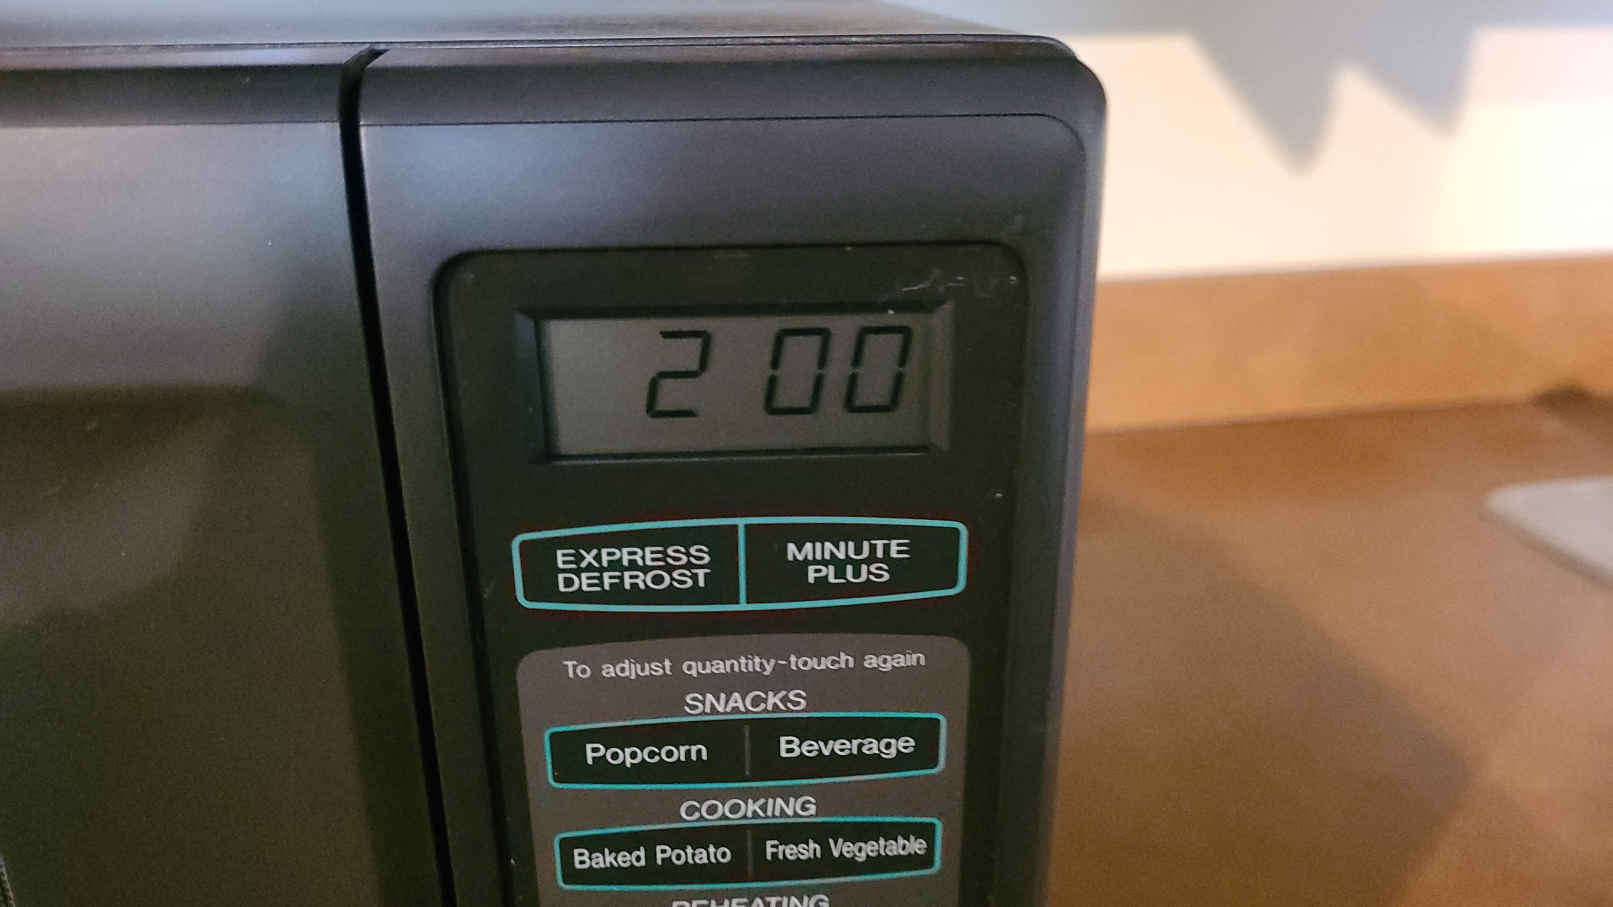 2 00
EXPRESS DEFROST
MINUTE PLUS
To adjust quantity-touch again
SNACKS
Popcorn
Beverage
COOKING
Baked Potato
Fresh Vegetable
REHEATING